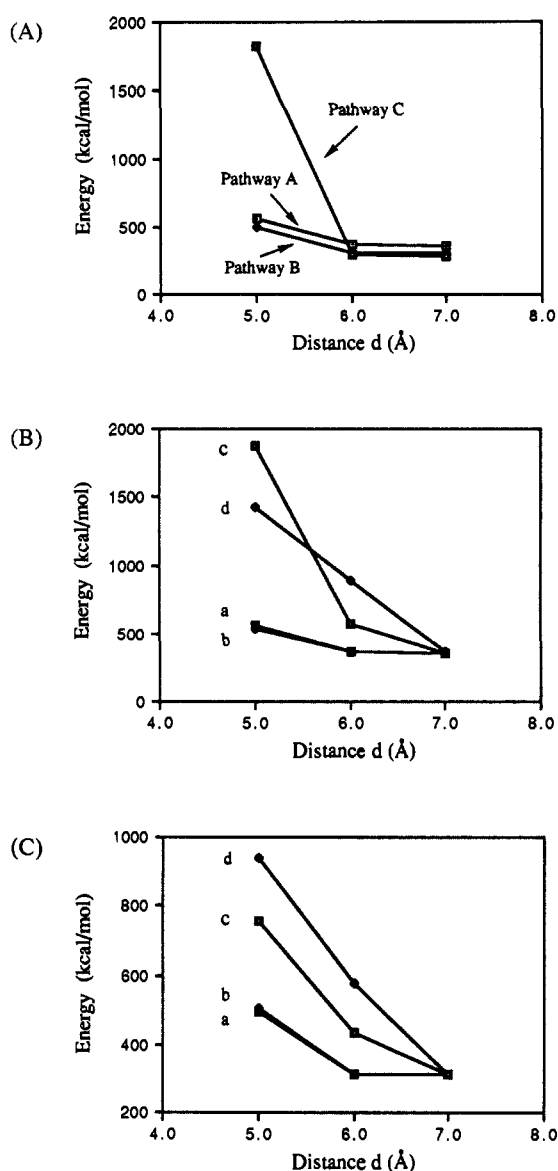 (A)
2000
1500
1000
500
0
Energy (kcal/mol)
Pathway C
Pathway A
Pathway B
4.0 5.0 6.0 7.0 8.0
Distance d (Å)
(B)
2000
1500
1000
500
0
Energy (kcal/mol)
c
d
a
b
4.0 5.0 6.0 7.0 8.0
Distance d (Å)
(C)
1000
800
600
400
200
Energy (kcal/mol)
d
c
b
a
4.0 5.0 6.0 7.0 8.0
Distance d (Å)